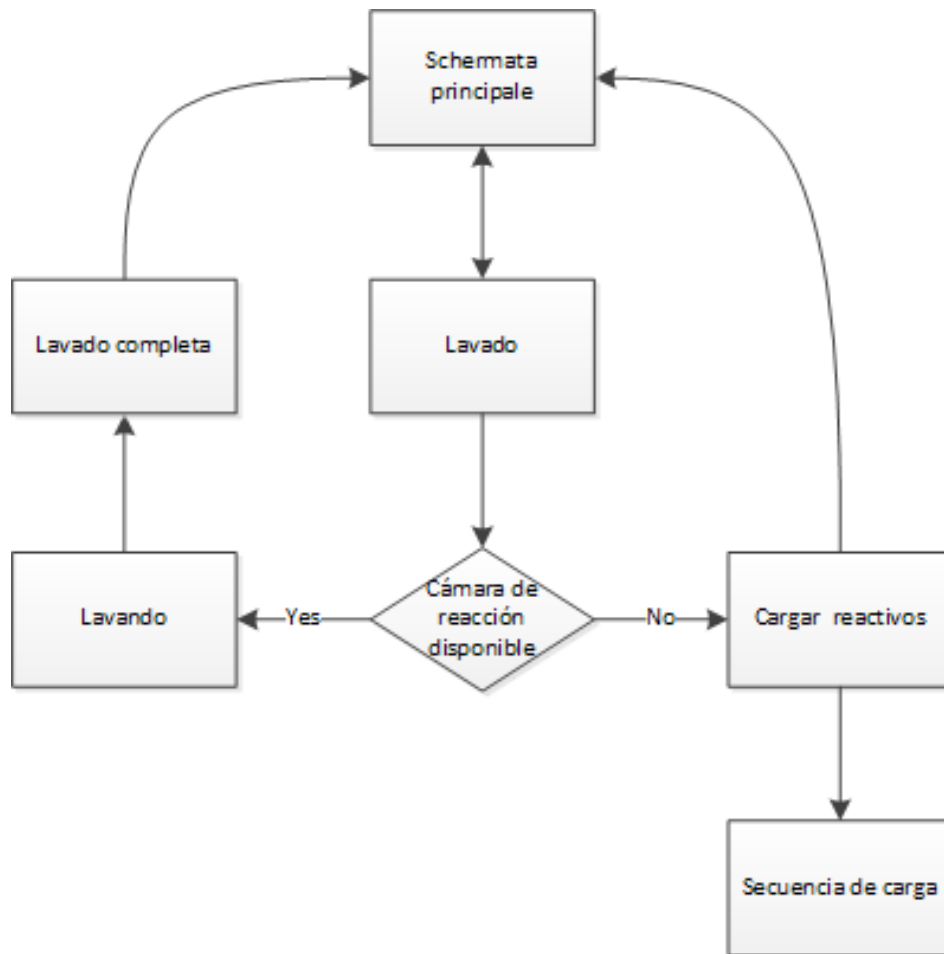 Schermata
principale
Lavado completa
Lavado
Lavando
Yes
Cámara de
reacción
disponible
No
Cargar reactivos
Secuencia de carga